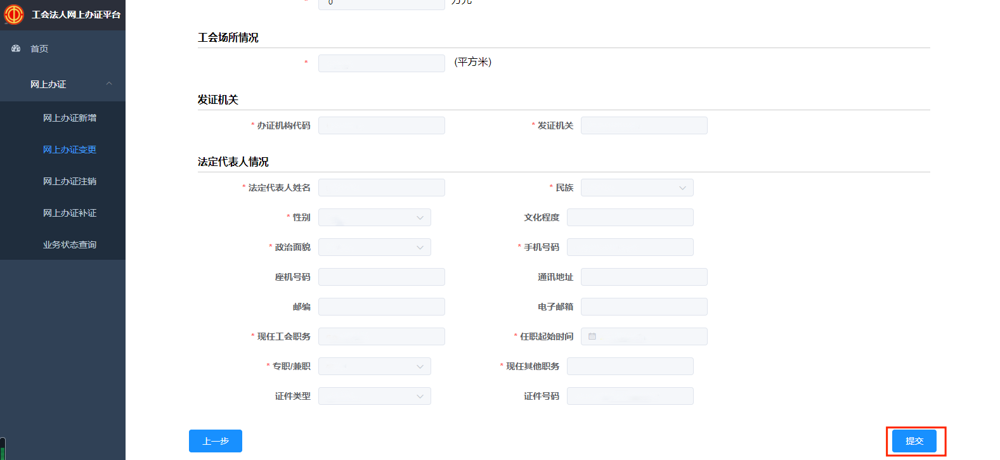 工会法人网上办证平台
首页
网上办证
网上办证新增
网上办证变更
网上办证注销
网上办证补证
业务状态查询
* 0 万元
工会场所情况
* (平方米)
发证机关
* 办证机构代码 * 发证机关
法定代表人情况
* 法定代表人姓名 * 民族
* 性别 文化程度
* 政治面貌 * 手机号码
座机号码 通讯地址
邮编 电子邮箱
* 现任工会职务 * 任职起始时间
* 专职/兼职 * 现任其他职务
证件类型 证件号码
上一步 提交